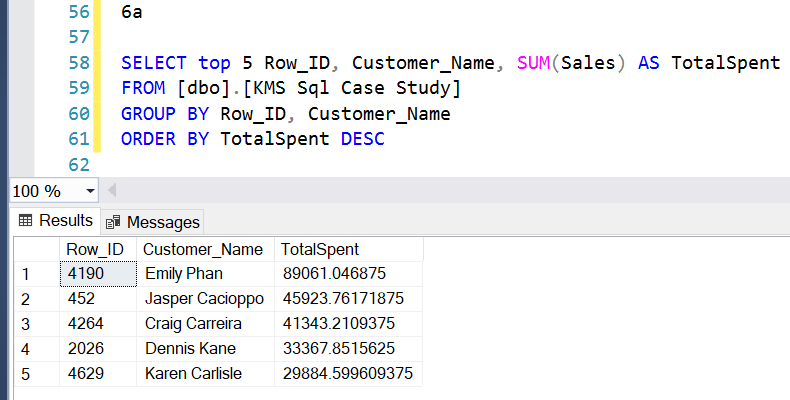 56 6a
57
58 SELECT top 5 Row_ID, Customer_Name, SUM(Sales) AS TotalSpent
59 FROM [dbo].[KMS Sql Case Study]
60 GROUP BY Row_ID, Customer_Name
61 ORDER BY TotalSpent DESC
62
100 %
Results Messages
Row_ID Customer_Name TotalSpent
1 4190 Emily Phan 89061.046875
2 452 Jasper Cacioppo 45923.76171875
3 4264 Craig Carreira 41343.2109375
4 2026 Dennis Kane 33367.8515625
5 4629 Karen Carlisle 29884.599609375